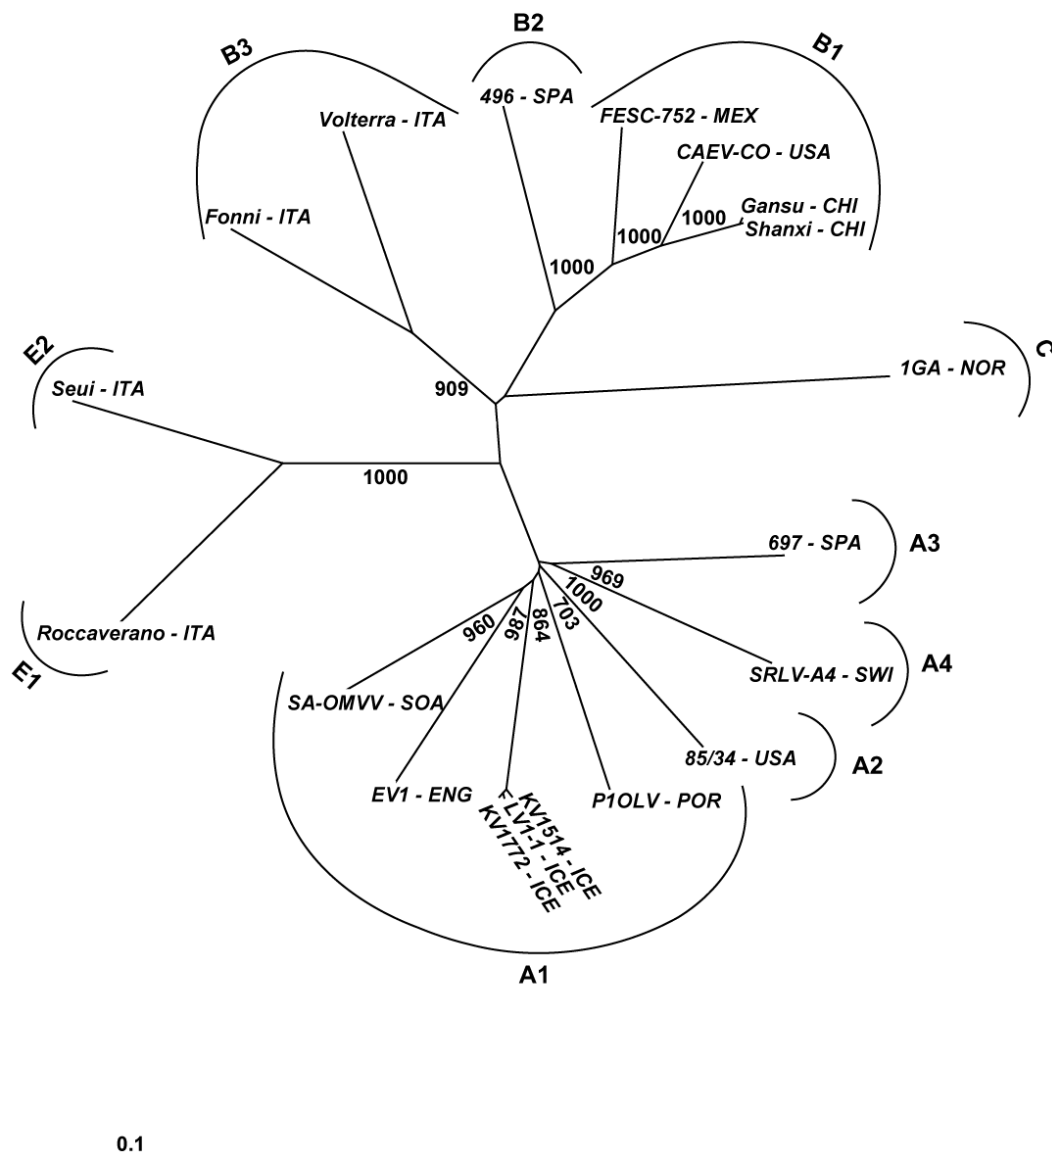 B2
B3
B1
496 - SPA
Volterra - ITA
FESC-752 - MEX
CAEV-CO - USA
Fonni - ITA
1000
Gansu - CHI
Shanxi - CHI
1000
1000
E2
C
Seui - ITA
909
1GA - NOR
1000
697 - SPA
A3
969
1000
703
864
987
960
Roccaverano - ITA
E1
SRLV-A4 - SWI
A4
SA-OMVV - SOA
85/34 - USA
A2
EV1 - ENG
P1OLV - POR
KV1514 - ICE
LV1-1 - ICE
KV1772 - ICE
A1
0.1